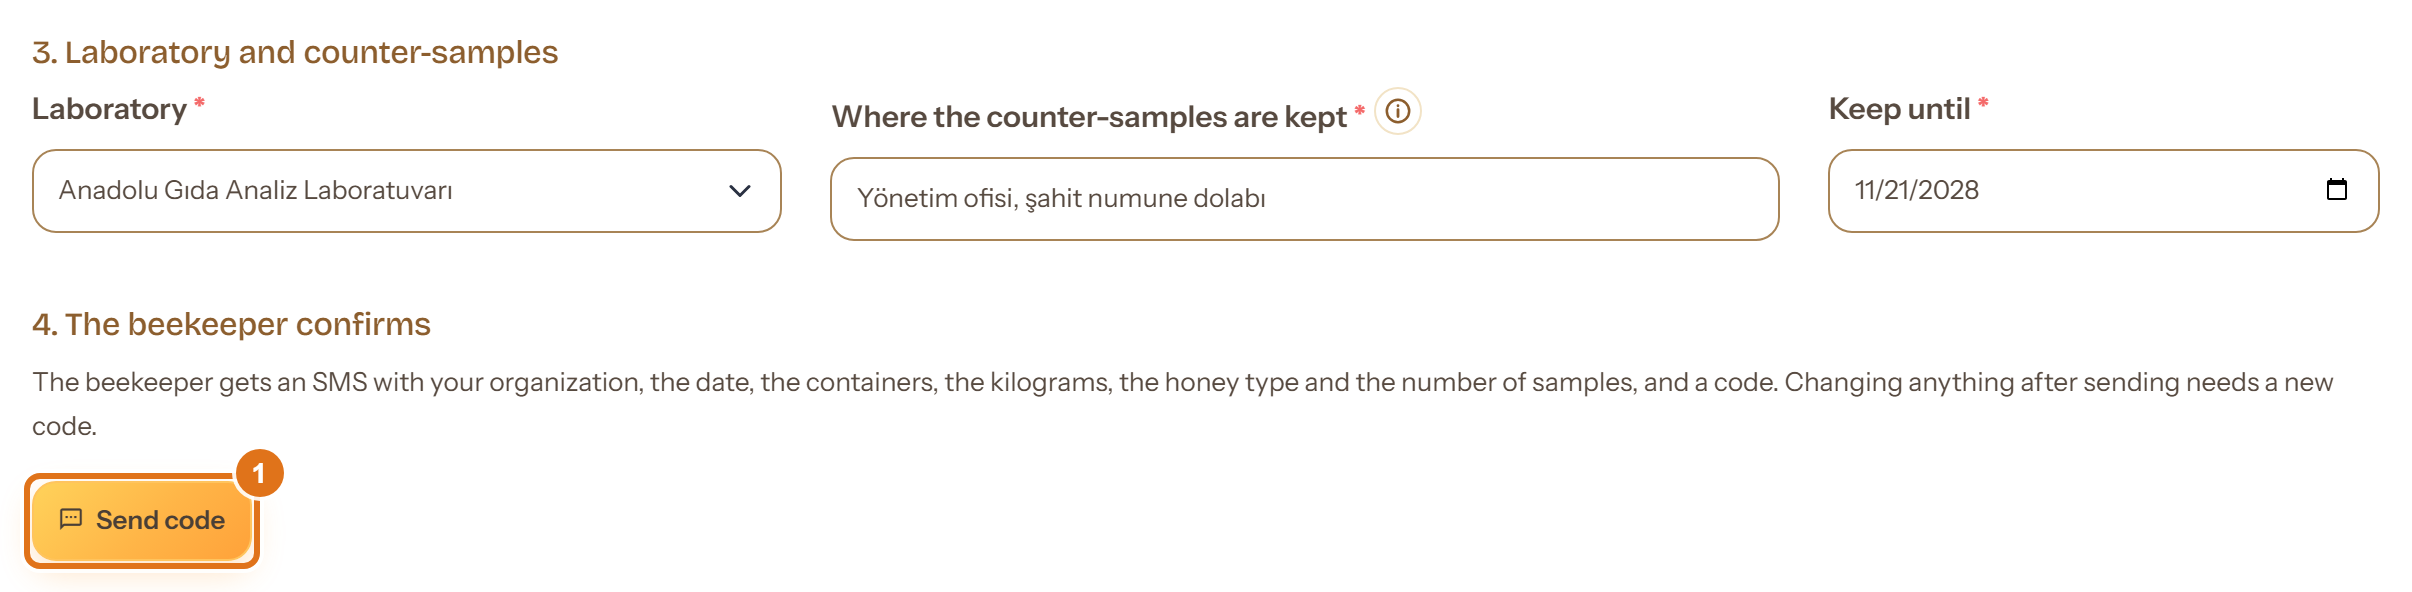 3. Laboratory and counter-samples
Laboratory *
Where the counter-samples are kept *
Keep until *
Anadolu Gıda Analiz Laboratuvarı
Yönetim ofisi, şahit numune dolabı
11/21/2028
4. The beekeeper confirms
The beekeeper gets an SMS with your organization, the date, the containers, the kilograms, the honey type and the number of samples, and a code. Changing anything after sending needs a new
code.
1
Send code